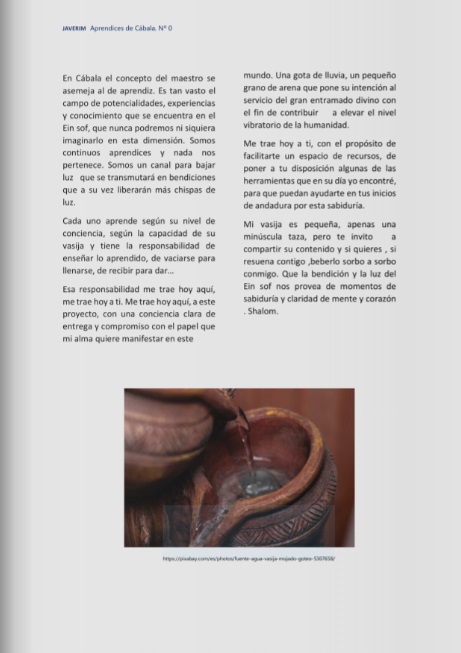 JAVERIM Aprendices de Cábala. Nº 0
En Cábala el concepto del maestro se
asemeja al de aprendiz. Es tan vasto el
campo de potencialidades, experiencias
y conocimiento que se encuentra en el
Ein sof, que nunca podremos ni siquiera
imaginarlo en esta dimensión. Somos
continuos aprendices y nada nos
pertenece. Somos un canal para bajar
luz que se transmutará en bendiciones
que a su vez liberarán más chispas de
luz.
Cada uno aprende según su nivel de
conciencia, según la capacidad de su
vasija y tiene la responsabilidad de
enseñar lo aprendido, de vaciarse para
llenarse, de recibir para dar...
Esa responsabilidad me trae hoy aquí,
me trae hoy a ti. Me trae hoy aquí, a este
proyecto, con una conciencia clara de
entrega y compromiso con el papel que
mi alma quiere manifestar en este
mundo. Una gota de lluvia, un pequeño
grano de arena que pone su intención al
servicio del gran entramado divino con
el fin de contribuir a elevar el nivel
vibratorio de la humanidad.
Me trae hoy a ti, con el propósito de
facilitarte un espacio de recursos, de
poner a tu disposición algunas de las
herramientas que en su día yo encontré,
para que puedan ayudarte en tus inicios
de andadura por esta sabiduría.
Mi vasija es pequeña, apenas una
minúscula taza, pero te invito a
compartir su contenido y si quieres , si
resuena contigo ,beberlo sorbo a sorbo
conmigo. Que la bendición y la luz del
Ein sof nos provea de momentos de
sabiduría y claridad de mente y corazón
. Shalom.
https://pixabay.com/es/photos/fuente-agua-vasija-mojado-goteo-5307658/